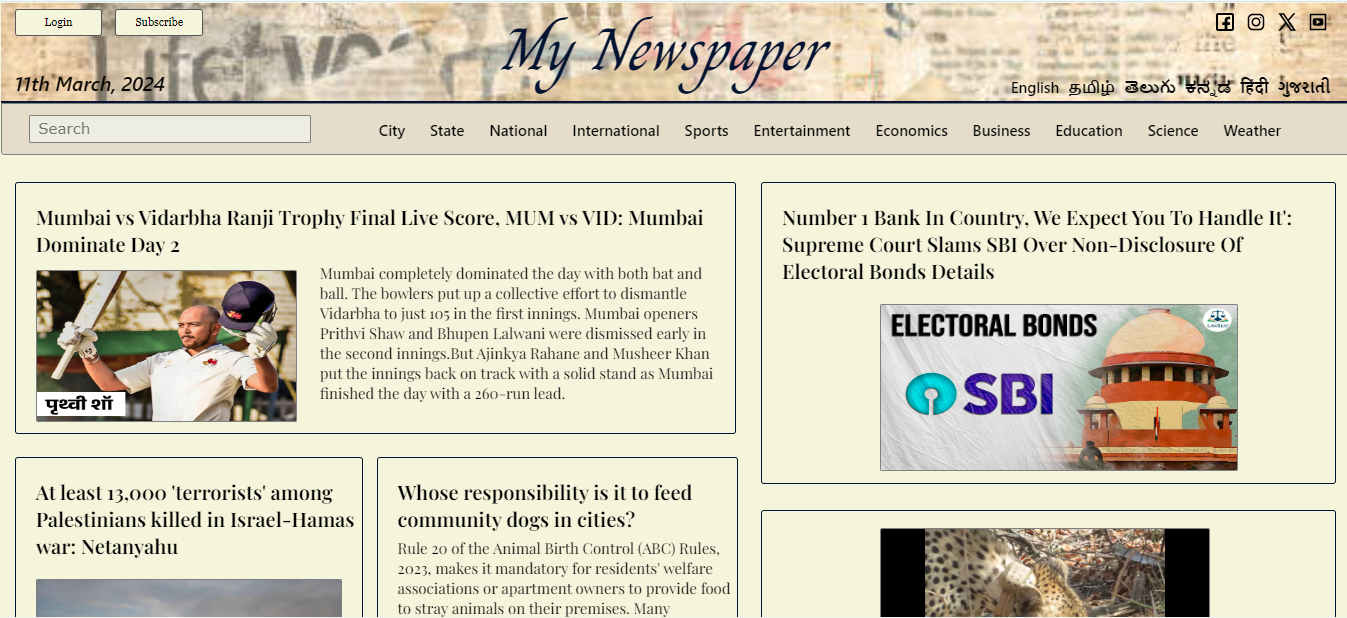 Login
Subscribe
My Newspaper
11th March, 2024
English தமிழ் తెలుగు ಕನ್ನಡ हिंदी ગુજરાતી
Search
City State National International Sports Entertainment Economics Business Education Science Weather
Mumbai vs Vidarbha Ranji Trophy Final Live Score, MUM vs VID: Mumbai
Dominate Day 2
Mumbai completely dominated the day with both bat and
ball. The bowlers put up a collective effort to dismantle
Vidarbha to just 105 in the first innings. Mumbai openers
Prithvi Shaw and Bhupen Lalwani were dismissed early in
the second innings.But Ajinkya Rahane and Musheer Khan
put the innings back on track with a solid stand as Mumbai
finished the day with a 260-run lead.
पृथ्वी शॉ
Number 1 Bank In Country, We Expect You To Handle It':
Supreme Court Slams SBI Over Non-Disclosure Of
Electoral Bonds Details
ELECTORAL BONDS
LAWBEAT
SBI
At least 13,000 'terrorists' among
Palestinians killed in Israel-Hamas
war: Netanyahu
Whose responsibility is it to feed
community dogs in cities?
Rule 20 of the Animal Birth Control (ABC) Rules,
2023, makes it mandatory for residents' welfare
associations or apartment owners to provide food
to stray animals on their premises. Many